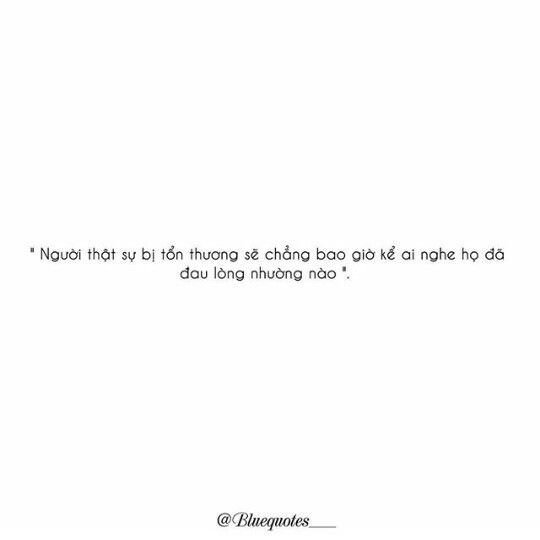 " Người thật sự bị tổn thương sẽ chẳng bao giờ kể ai nghe họ đã
đau lòng nhường nào ".
@Bluequotes___